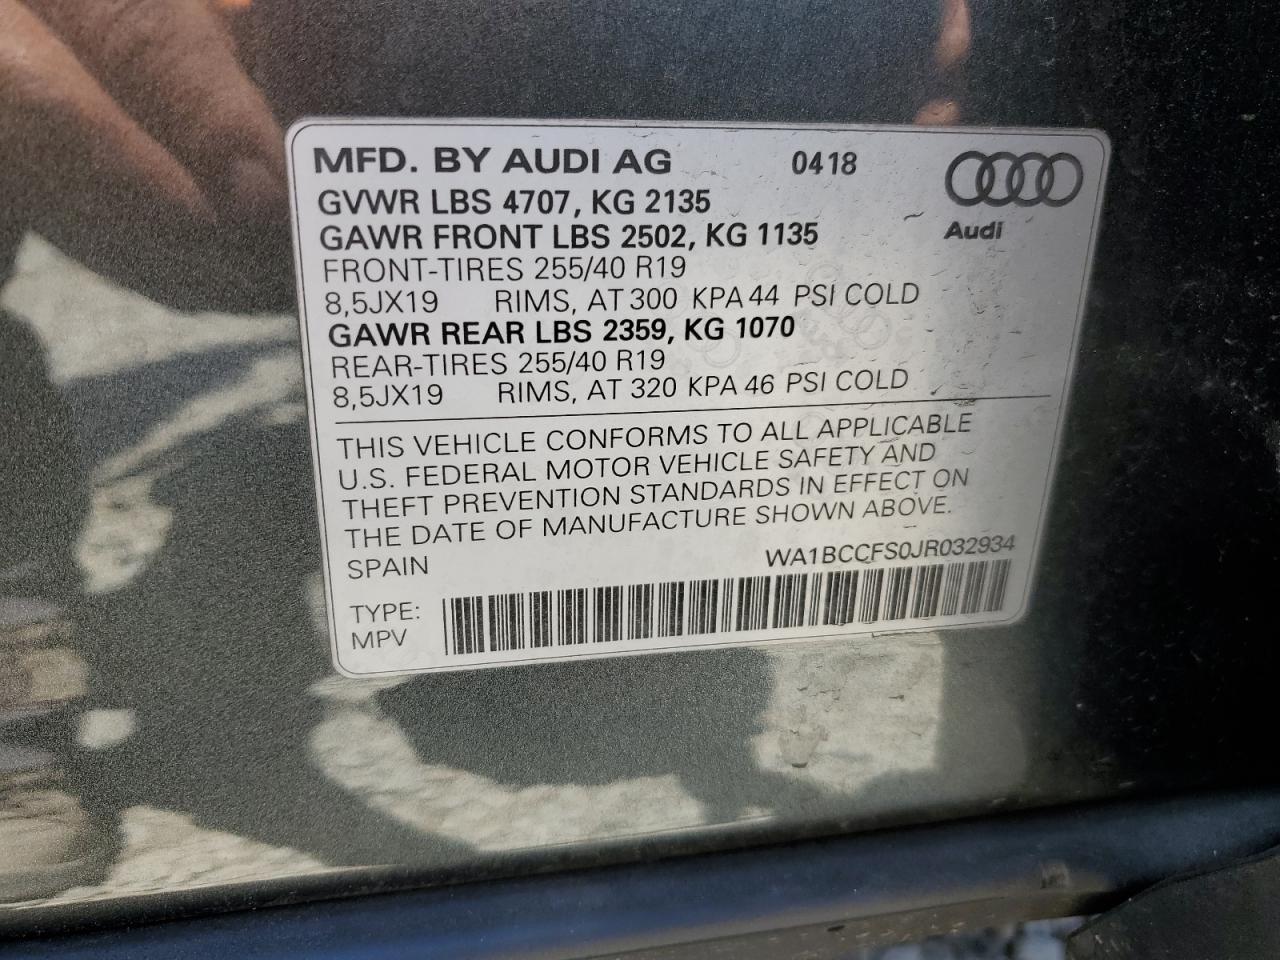 MFD. BY AUDI AG 0418
GVWR LBS 4707, KG 2135
GAWR FRONT LBS 2502, KG 1135
Audi
FRONT-TIRES 255/40 R19
8,5JX19 RIMS, AT 300 KPA 44 PSI COLD
GAWR REAR LBS 2359, KG 1070
REAR-TIRES 255/40 R19
8,5JX19 RIMS, AT 320 KPA 46 PSI COLD
THIS VEHICLE CONFORMS TO ALL APPLICABLE
U.S. FEDERAL MOTOR VEHICLE SAFETY AND
THEFT PREVENTION STANDARDS IN EFFECT ON
THE DATE OF MANUFACTURE SHOWN ABOVE.
SPAIN WA1BCCFS0JR032934
TYPE:
MPV